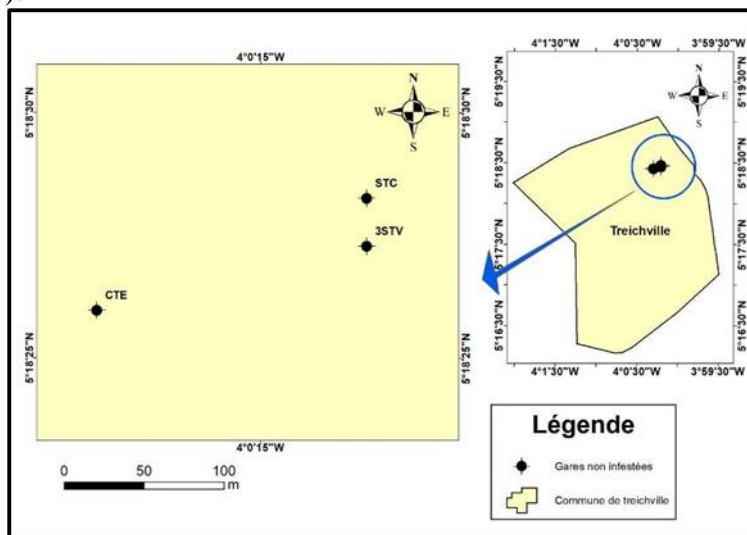 ).
4°0'15"W
5°18'30"N
5°18'30"N
N
W E
S
STC
3STV
CTE
5°18'25"N
5°18'25"N
4°0'15"W
0 50 100
m
4°1'30"W 4°0'30"W 3°59'30"W
5°19'30"N
5°19'30"N
N
W E
S
5°18'30"N
5°18'30"N
Treichville
5°17'30"N
5°17'30"N
5°16'30"N
5°16'30"N
4°1'30"W 4°0'30"W 3°59'30"W
Légende
Gares non infestées
Commune de treichville